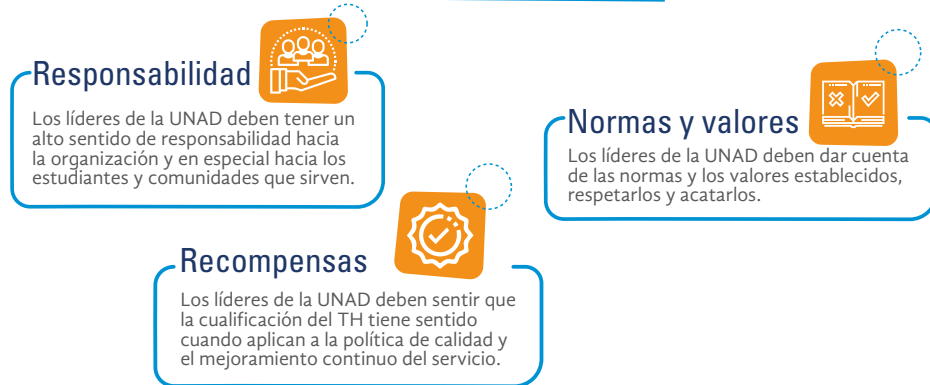 Responsabilidad
Los líderes de la UNAD deben tener un
alto sentido de responsabilidad hacia
la organización y en especial hacia los
estudiantes y comunidades que sirven.
Normas y valores
Los líderes de la UNAD deben dar cuenta
de las normas y los valores establecidos,
respetarlos y acatarlos.
Recompensas
Los líderes de la UNAD deben sentir que
la cualificación del TH tiene sentido
cuando aplican a la política de calidad y
el mejoramiento continuo del servicio.